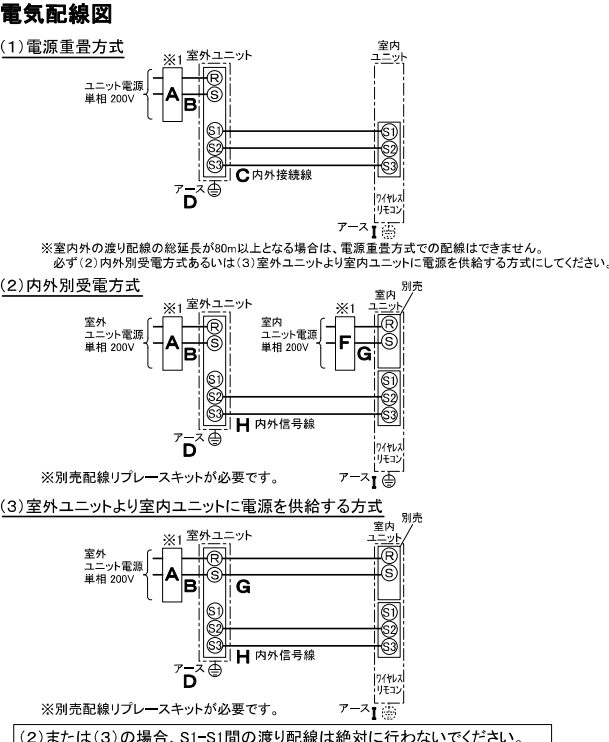 電気配線図
(1)電源重畳方式
※1 室外ユニット
室内
ユニット
ユニット電源
単相 200V
A
B
R
S
S1
S2
S3
S1
S2
S3
C 内外接続線
アース
D
ワイヤレス
リモコン
アース I
※室内外の渡り配線の総延長が80m以上となる場合は、電源重畳方式での配線はできません。
必ず(2)内外別受電方式あるいは(3)室外ユニットより室内ユニットに電源を供給する方式にしてください。
(2)内外別受電方式
※1 室外ユニット
※1
室内
ユニット
別売
室外
ユニット電源
単相 200V
A
B
R
S
室内
ユニット電源
単相 200V
F
G
R
S
S1
S2
S3
S1
S2
S3
H 内外信号線
アース
D
ワイヤレス
リモコン
アース I
※別売配線リプレースキットが必要です。
(3)室外ユニットより室内ユニットに電源を供給する方式
※1 室外ユニット
室内
ユニット
別売
室外
ユニット電源
単相 200V
A
B
R
S
G
R
S
S1
S2
S3
S1
S2
S3
H 内外信号線
アース
D
ワイヤレス
リモコン
アース I
※別売配線リプレースキットが必要です。
(2)または(3)の場合、S1-S1間の渡り配線は絶対に行わないでください。